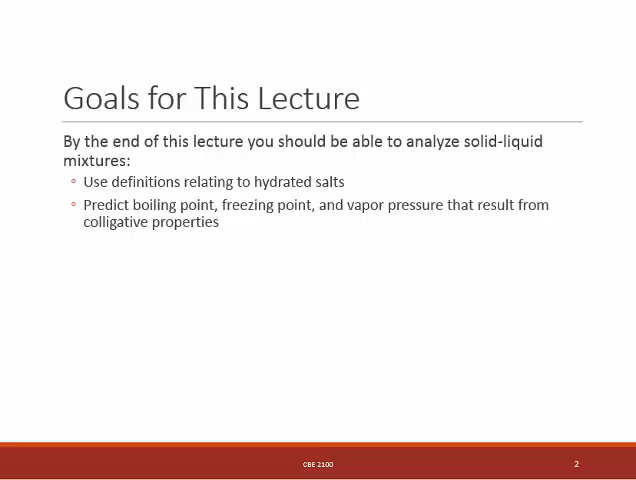 Goals for This Lecture
By the end of this lecture you should be able to analyze solid-liquid
mixtures:
◦ Use definitions relating to hydrated salts
◦ Predict boiling point, freezing point, and vapor pressure that result from
colligative properties
CBE 2100
2